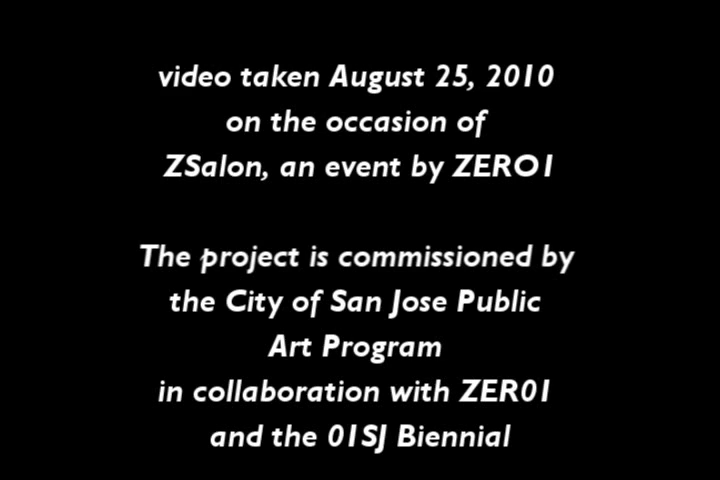 video taken August 25, 2010
on the occasion of
ZSalon, an event by ZERO1
The project is commissioned by
the City of San Jose Public
Art Program
in collaboration with ZER01
and the 01SJ Biennial